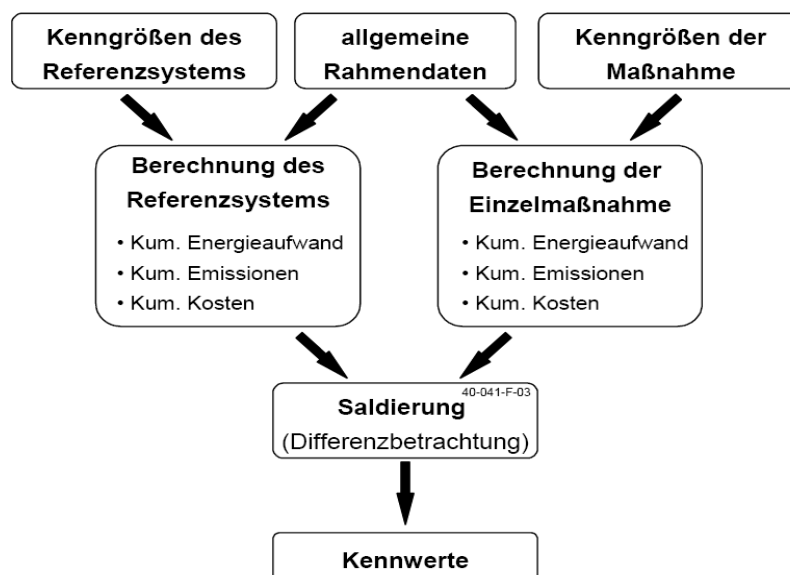 Kenngrößen des
Referenzsystems
allgemeine
Rahmendaten
Kenngrößen der
Maßnahme
Berechnung des
Referenzsystems
• Kum. Energieaufwand
• Kum. Emissionen
• Kum. Kosten
Berechnung der
Einzelmaßnahme
• Kum. Energieaufwand
• Kum. Emissionen
• Kum. Kosten
40-041-F-03
Saldierung
(Differenzbetrachtung)
Kennwerte